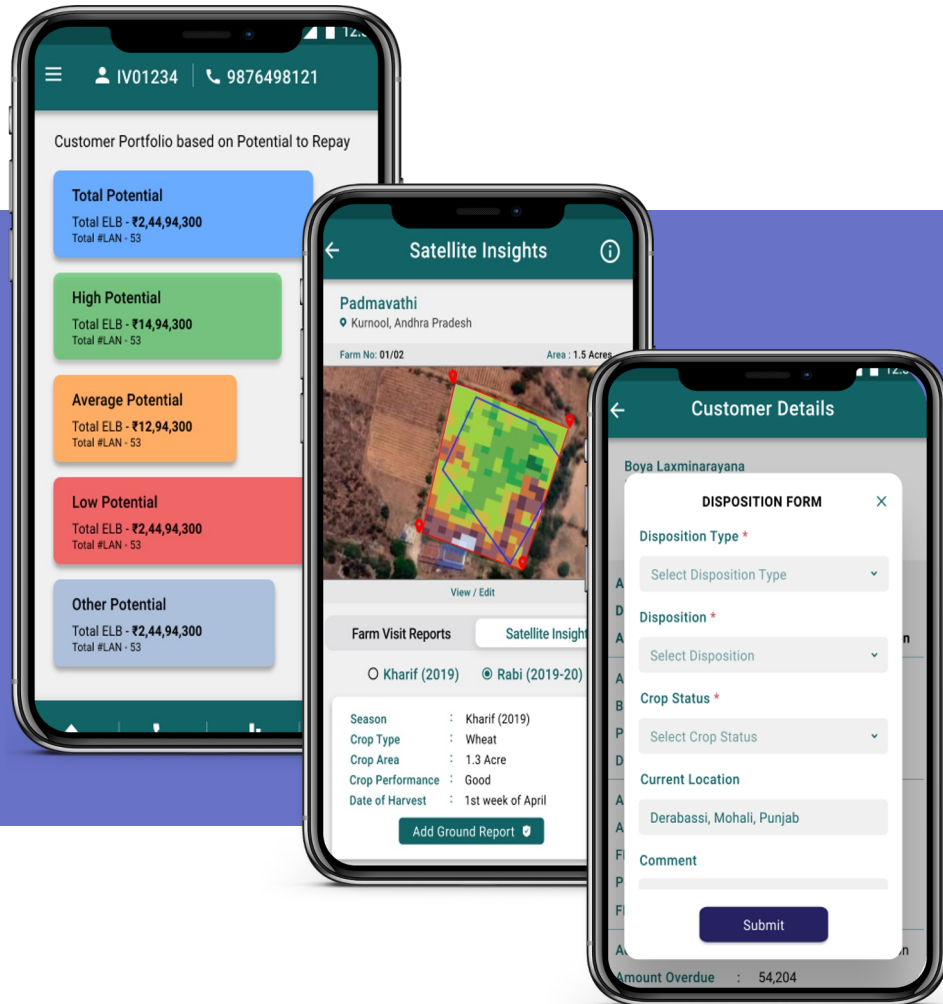 12.
IV01234
9876498121
Customer Portfolio based on Potential to Repay
Total Potential
Total ELB - ₹2,44,94,300
Total #LAN - 53
High Potential
Total ELB - ₹14,94,300
Total #LAN - 53
Average Potential
Total ELB - ₹12,94,300
Total #LAN - 53
Low Potential
Total ELB - ₹2,44,94,300
Total #LAN - 53
Other Potential
Total ELB - ₹2,44,94,300
Total #LAN - 53
Satellite Insights
Padmavathi
Kurnool, Andhra Pradesh
Farm No: 01/02 Area : 1.5 Acres
View / Edit
Farm Visit Reports Satellite Insight
Kharif (2019) Rabi (2019-20)
Season : Kharif (2019)
Crop Type : Wheat
Crop Area : 1.3 Acre
Crop Performance : Good
Date of Harvest : 1st week of April
Add Ground Report
12.
Customer Details
Boya Laxminarayana
DISPOSITION FORM X
Disposition Type *
Select Disposition Type
Disposition *
Select Disposition
Crop Status *
Select Crop Status
Current Location
Derabassi, Mohali, Punjab
Comment
Submit
Amount Overdue : 54,204